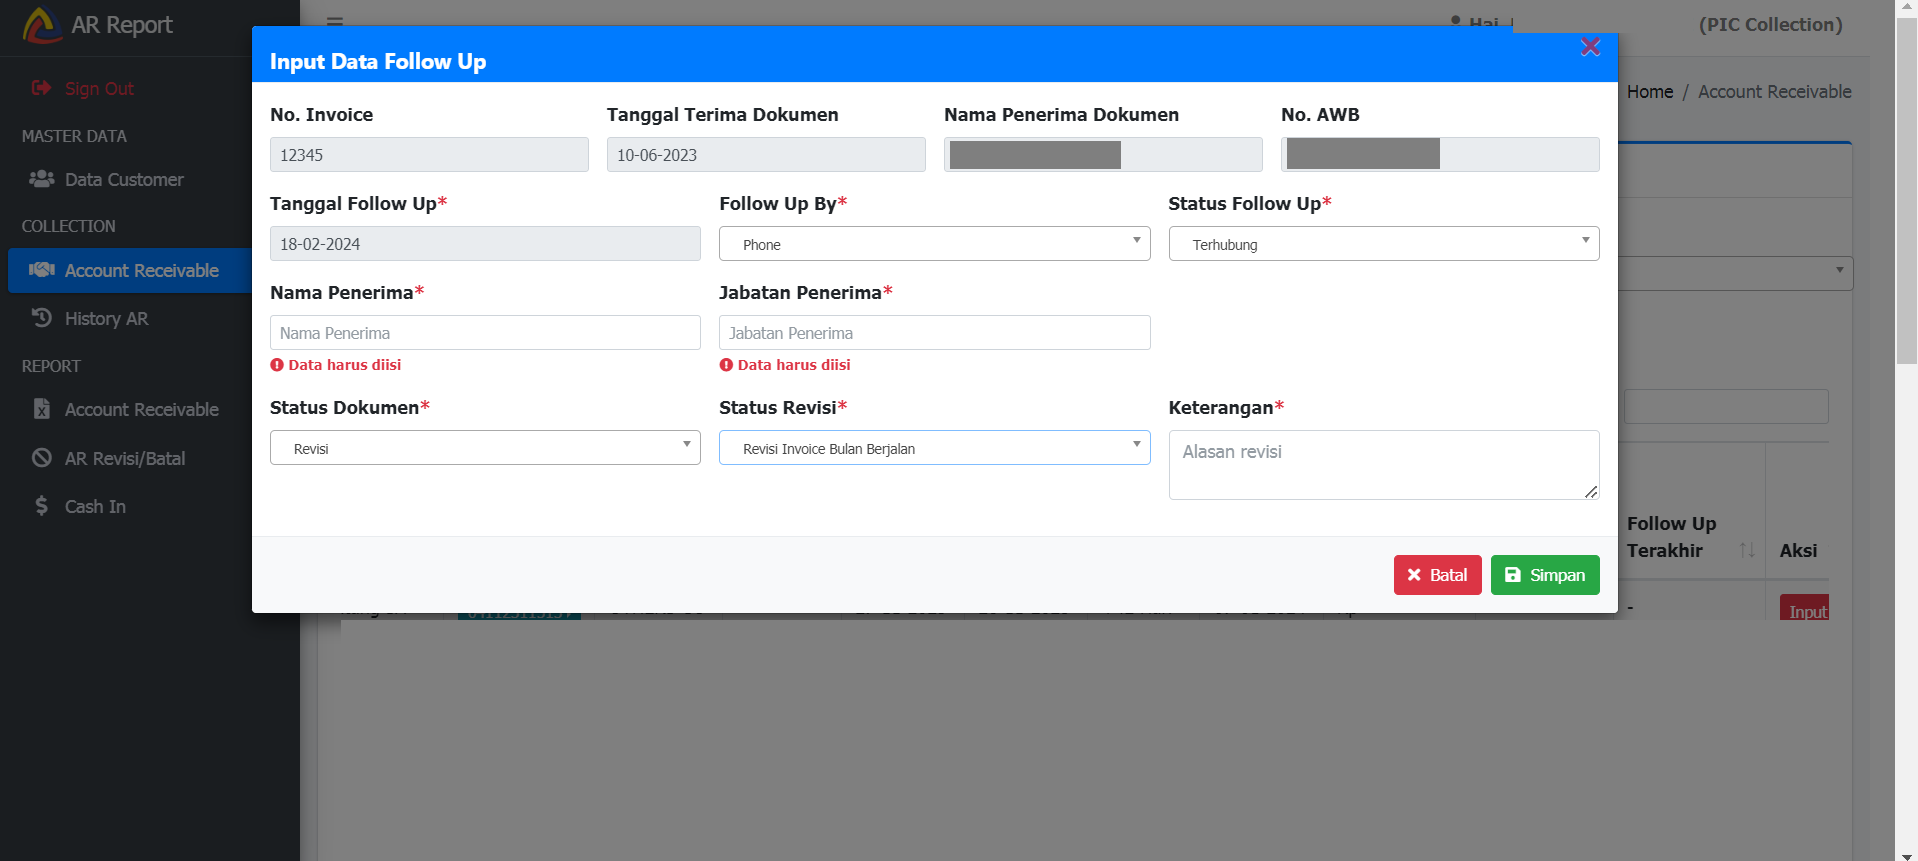 AR Report
Hai,
(PIC Collection)
Sign Out
MASTER DATA
Data Customer
COLLECTION
Account Receivable
History AR
REPORT
Account Receivable
AR Revisi/Batal
Cash In
Home / Account Receivable
Input Data Follow Up
No. Invoice Tanggal Terima Dokumen Nama Penerima Dokumen No. AWB
12345 10-06-2023
Tanggal Follow Up* Follow Up By* Status Follow Up*
18-02-2024 Phone Terhubung
Nama Penerima* Jabatan Penerima*
Nama Penerima Jabatan Penerima
Data harus diisi Data harus diisi
Status Dokumen* Status Revisi* Keterangan*
Revisi Revisi Invoice Bulan Berjalan Alasan revisi
Batal Simpan
Follow Up
Terakhir Aksi
- Input